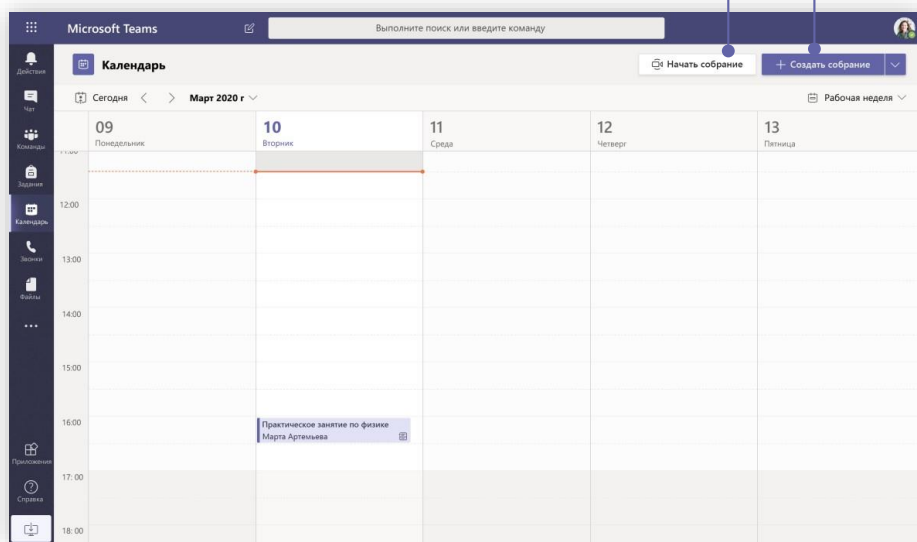 Microsoft Teams
Выполните поиск или введите команду
Действия
Чат
Команды
Задания
Календарь
Звонки
Файлы
Приложения
Справка
Календарь
Начать собрание
+ Создать собрание
Сегодня
Март 2020 г
Рабочая неделя
09
Понедельник
10
Вторник
11
Среда
12
Четверг
13
Пятница
11:00
12:00
13:00
14:00
15:00
16:00
Практическое занятие по физике
Марта Артемьева
17:00
18:00